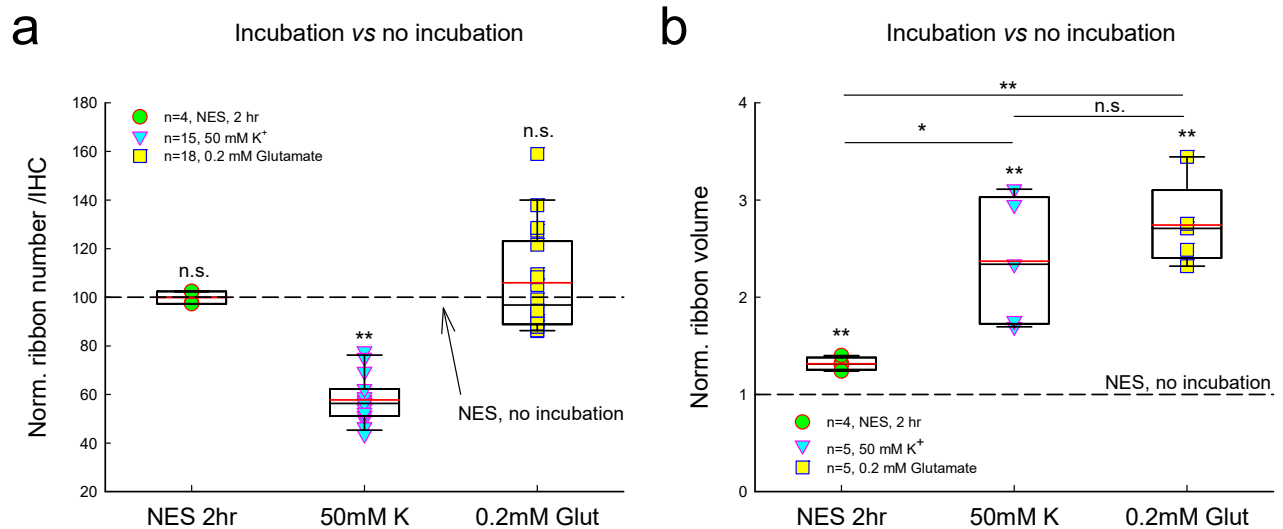 a
Incubation vs no incubation
Norm. ribbon number /IHC
180
160
140
120
100
80
60
40
20
n=4, NES, 2 hr
n=15, 50 mM K+
n=18, 0.2 mM Glutamate
n.s.
**
n.s.
NES, no incubation
NES 2hr
50mM K
0.2mM Glut
b
Incubation vs no incubation
Norm. ribbon volume
4
3
2
1
0
**
n.s.
*
**
**
**
NES, no incubation
n=4, NES, 2 hr
n=5, 50 mM K+
n=5, 0.2 mM Glutamate
NES 2hr
50mM K
0.2mM Glut